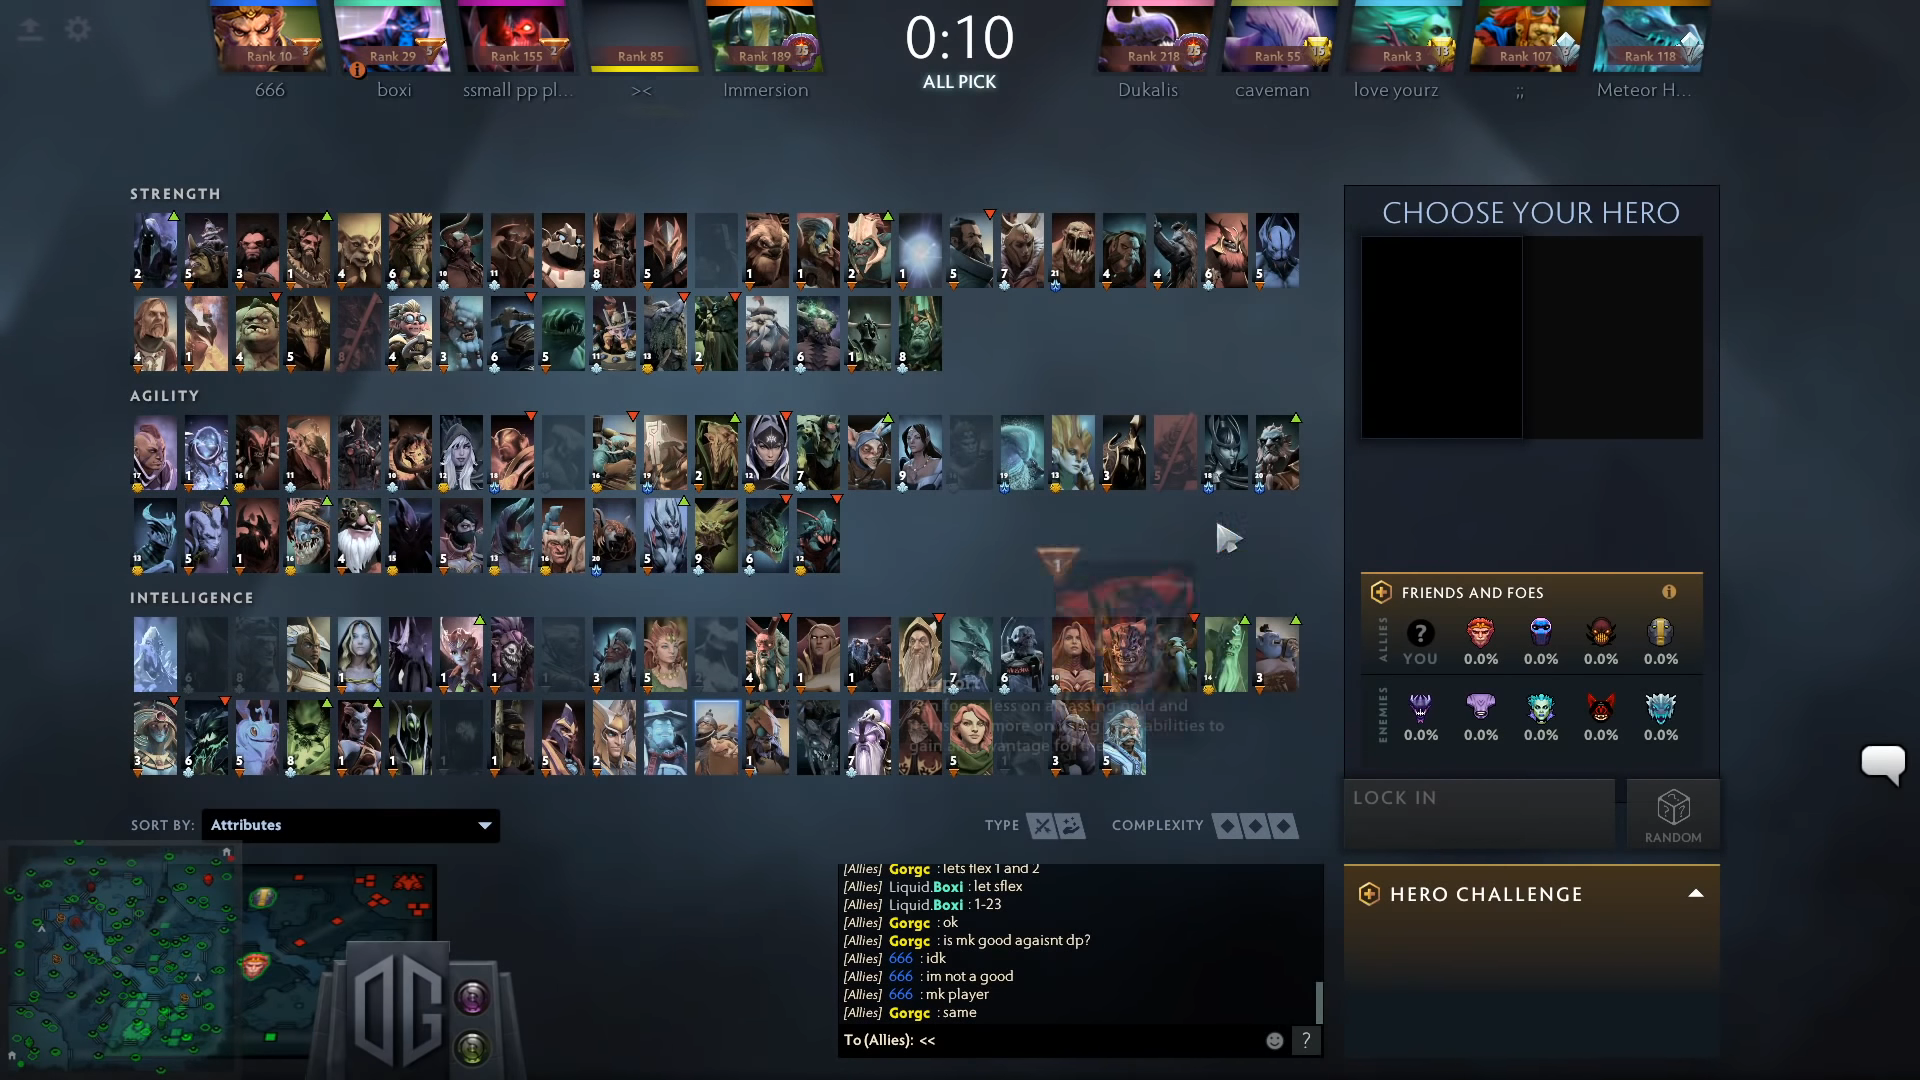 0:10
ALL PICK
Rank 10
Rank 29
Rank 155
Rank 85
Rank 189
Rank 218
Rank 55
Rank 3
Rank 107
Rank 118
666
boxi
ssmall pp pl...
><
Immersion
Dukalis
caveman
love yourz
;;
Meteor H...
STRENGTH
AGILITY
INTELLIGENCE
SORT BY: Attributes
TYPE
COMPLEXITY
CHOOSE YOUR HERO
FRIENDS AND FOES
ALLIES
YOU 0.0% 0.0% 0.0% 0.0%
ENEMIES
0.0% 0.0% 0.0% 0.0% 0.0%
LOCK IN
RANDOM
HERO CHALLENGE
[Allies] Gorgc : lets flex 1 and 2
[Allies] Liquid.Boxi : let sflex
[Allies] Liquid.Boxi : 1-23
[Allies] Gorgc : ok
[Allies] Gorgc : is mk good agaisnt dp?
[Allies] 666 : idk
[Allies] 666 : im not a good
[Allies] 666 : mk player
[Allies] Gorgc : same
To (Allies): <<
?
OG